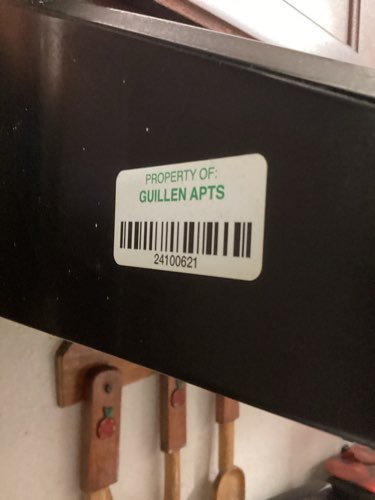 PROPERTY OF:
GUILLEN APTS
24100621